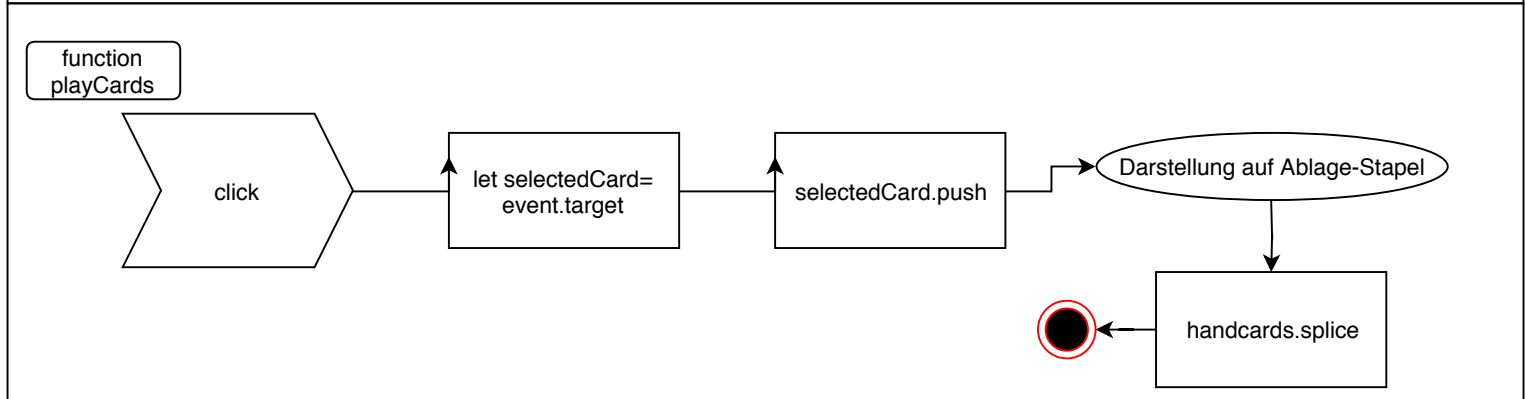 function
playCards
click
let selectedCard=
event.target
selectedCard.push
Darstellung auf Ablage-Stapel
handcards.splice